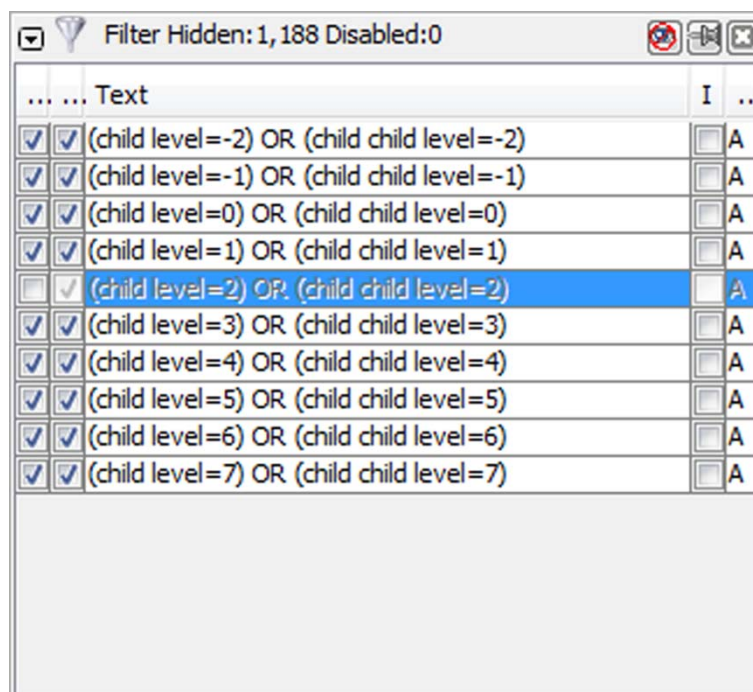 Filter Hidden: 1,188 Disabled:0
... ... Text I ..
(child level=-2) OR (child child level=-2) A
(child level=-1) OR (child child level=-1) A
(child level=0) OR (child child level=0) A
(child level=1) OR (child child level=1) A
(child level=2) OR (child child level=2) A
(child level=3) OR (child child level=3) A
(child level=4) OR (child child level=4) A
(child level=5) OR (child child level=5) A
(child level=6) OR (child child level=6) A
(child level=7) OR (child child level=7) A